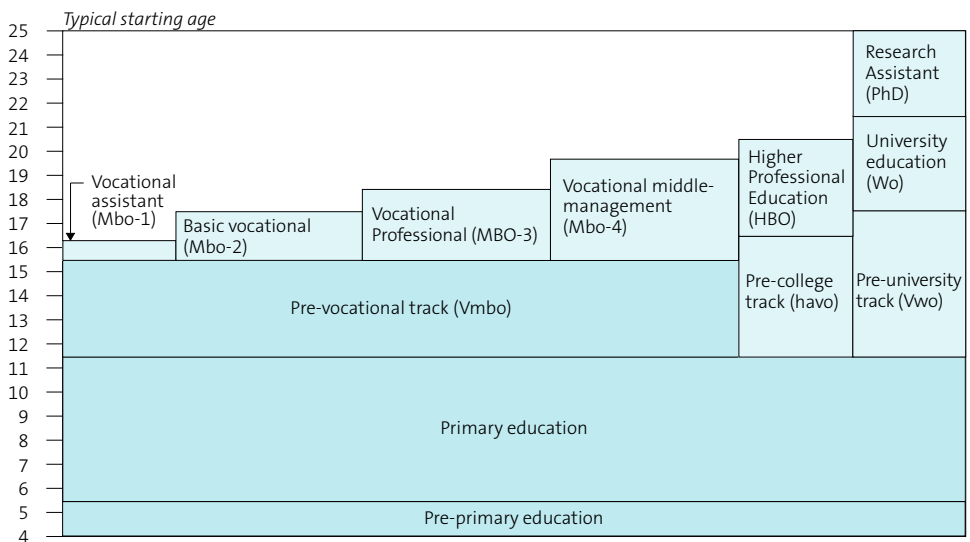 Typical starting age
25
24
23
22
21
20
19
18
17
16
15
14
13
12
11
10
9
8
7
6
5
4
Vocational
assistant
(Mbo-1)
Basic vocational
(Mbo-2)
Vocational
Professional (MBO-3)
Vocational middle-
management
(Mbo-4)
Higher
Professional
Education
(HBO)
Research
Assistant
(PhD)
University
education
(Wo)
Pre-vocational track (Vmbo)
Pre-college
track (havo)
Pre-university
track (Vwo)
Primary education
Pre-primary education